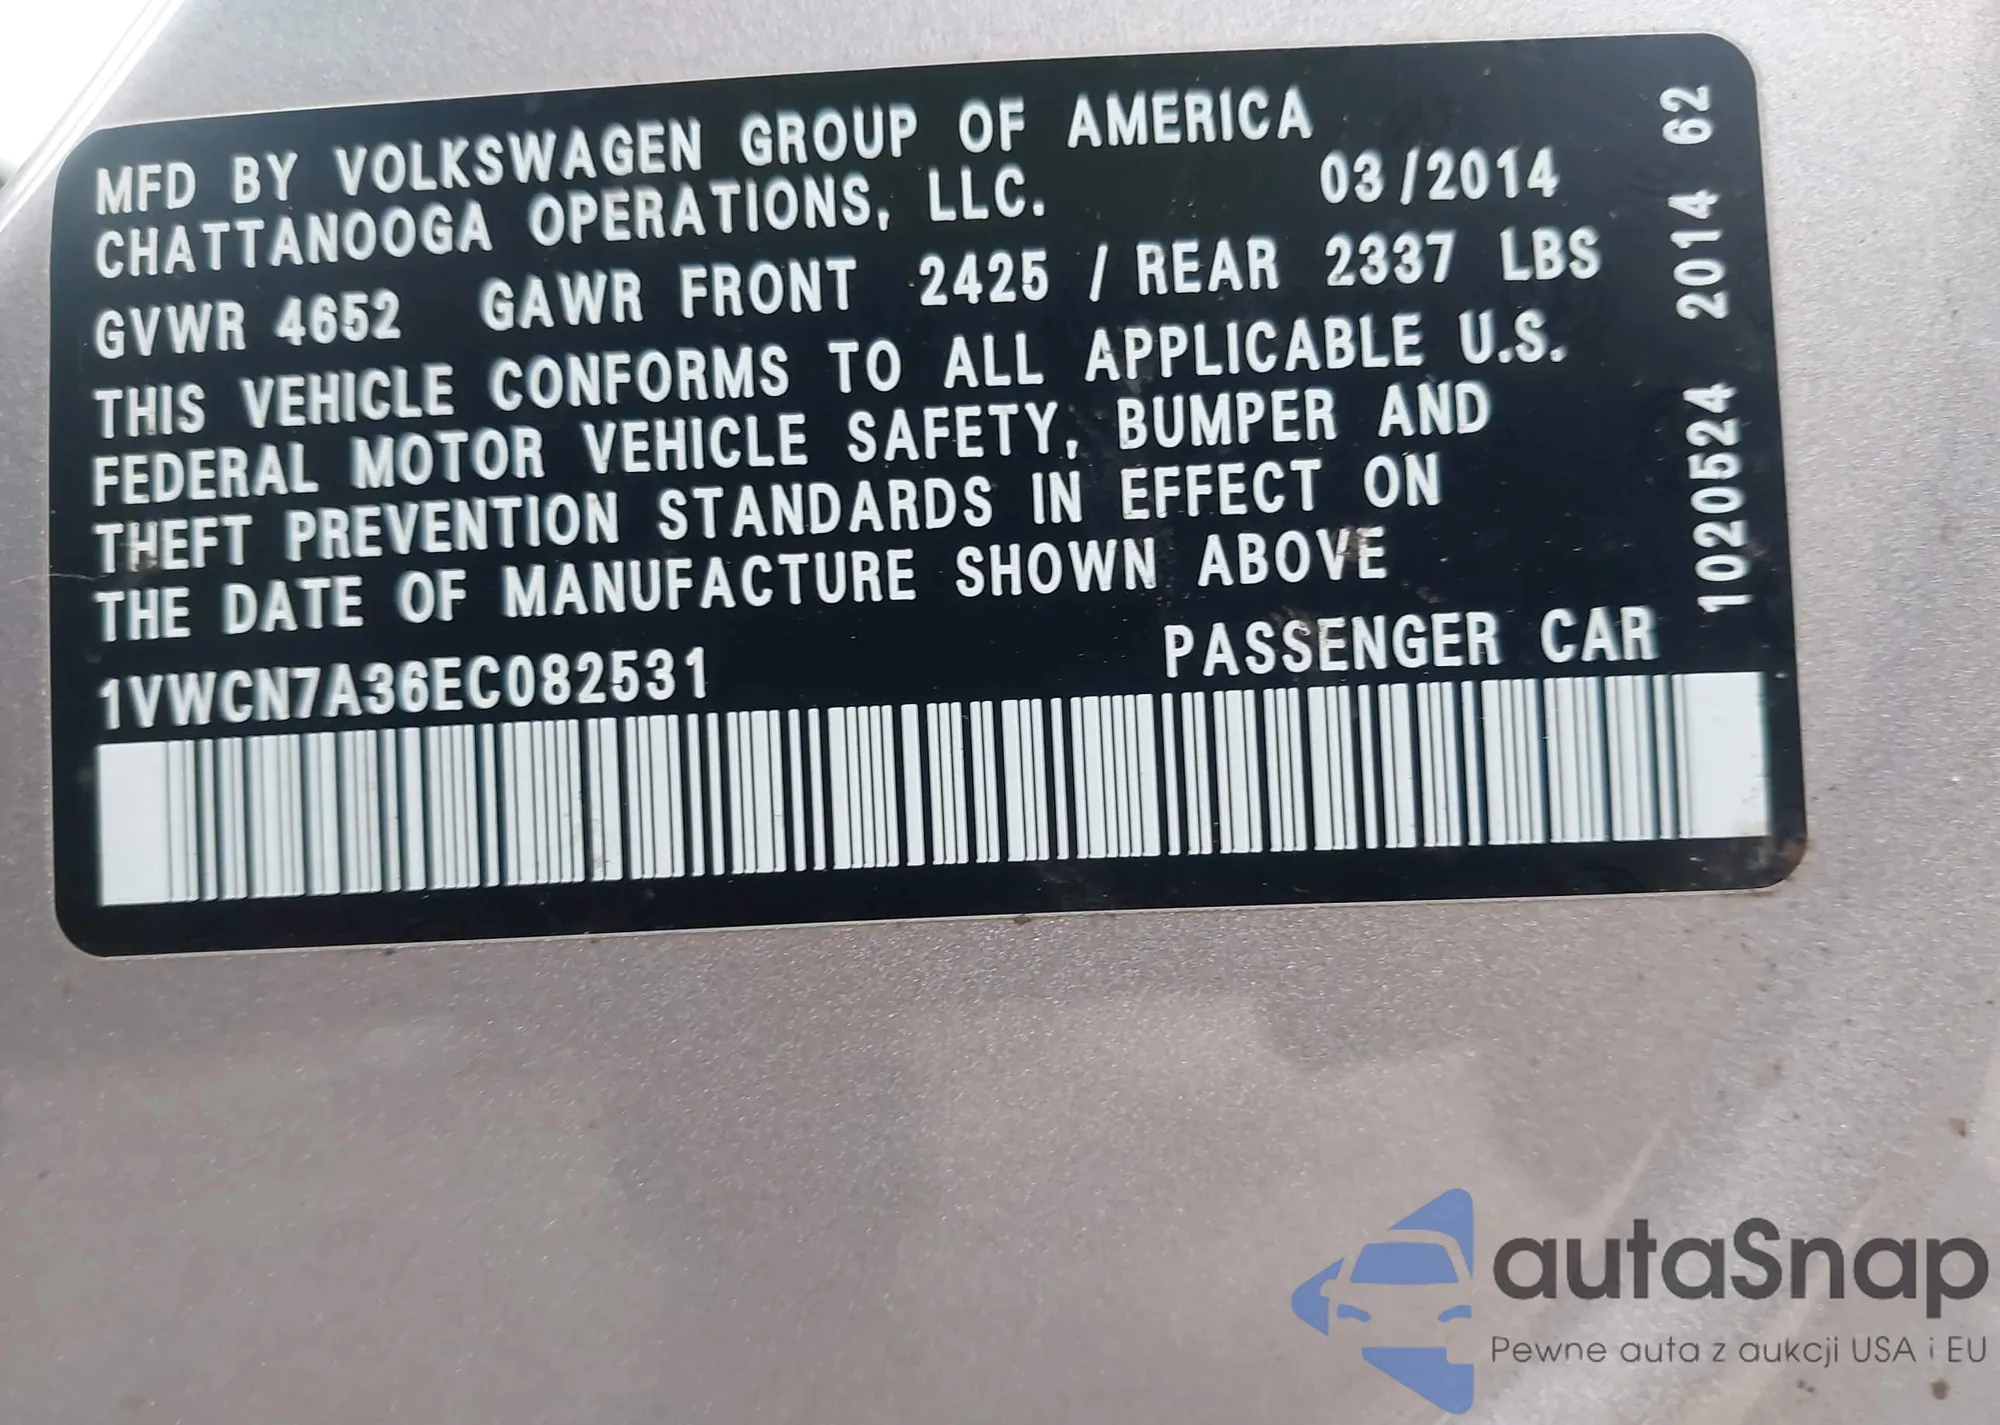 MFD BY VOLKSWAGEN GROUP OF AMERICA
CHATTANOOGA OPERATIONS, LLC. 03/2014
GVWR 4652 GAWR FRONT 2425 / REAR 2337 LBS
THIS VEHICLE CONFORMS TO ALL APPLICABLE U.S.
FEDERAL MOTOR VEHICLE SAFETY, BUMPER AND
THEFT PREVENTION STANDARDS IN EFFECT ON
THE DATE OF MANUFACTURE SHOWN ABOVE
1VWCN7A36EC082531 PASSENGER CAR
1020524 2014 62
autaSnap
Pewne auta z aukcji USA i EU